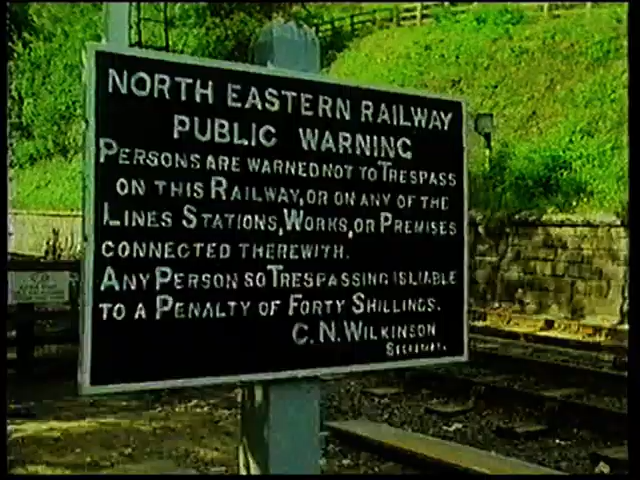 NORTH EASTERN RAILWAY
PUBLIC WARNING
PERSONS ARE WARNED NOT TO TRESPASS
ON THIS RAILWAY, OR ON ANY OF THE
LINES STATIONS, WORKS, OR PREMISES
CONNECTED THEREWITH.
ANY PERSON SO TRESPASSING IS LIABLE
TO A PENALTY OF FORTY SHILLINGS.
C. N. WILKINSON
SECRETARY.